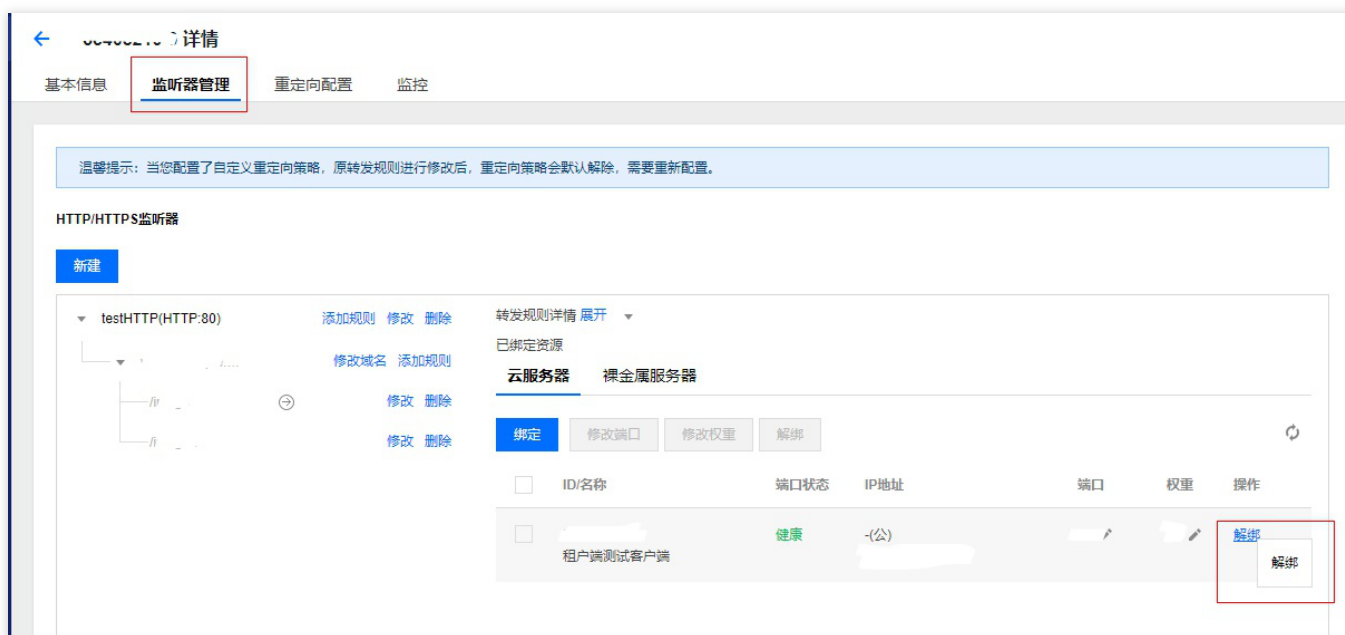 详情
基本信息 监听器管理 重定向配置 监控
温馨提示：当您配置了自定义重定向策略，原转发规则进行修改后，重定向策略会默认解除，需要重新配置。
HTTP/HTTPS监听器
新建
testHTTP(HTTP:80) 添加规则 修改 删除
修改域名 添加规则
修改 删除
修改 删除
转发规则详情 展开
已绑定资源
云服务器 裸金属服务器
绑定 修改端口 修改权重 解绑
ID/名称 端口状态 IP地址 端口 权重 操作
健康 -(公) 解绑
租户端测试客户端
解绑